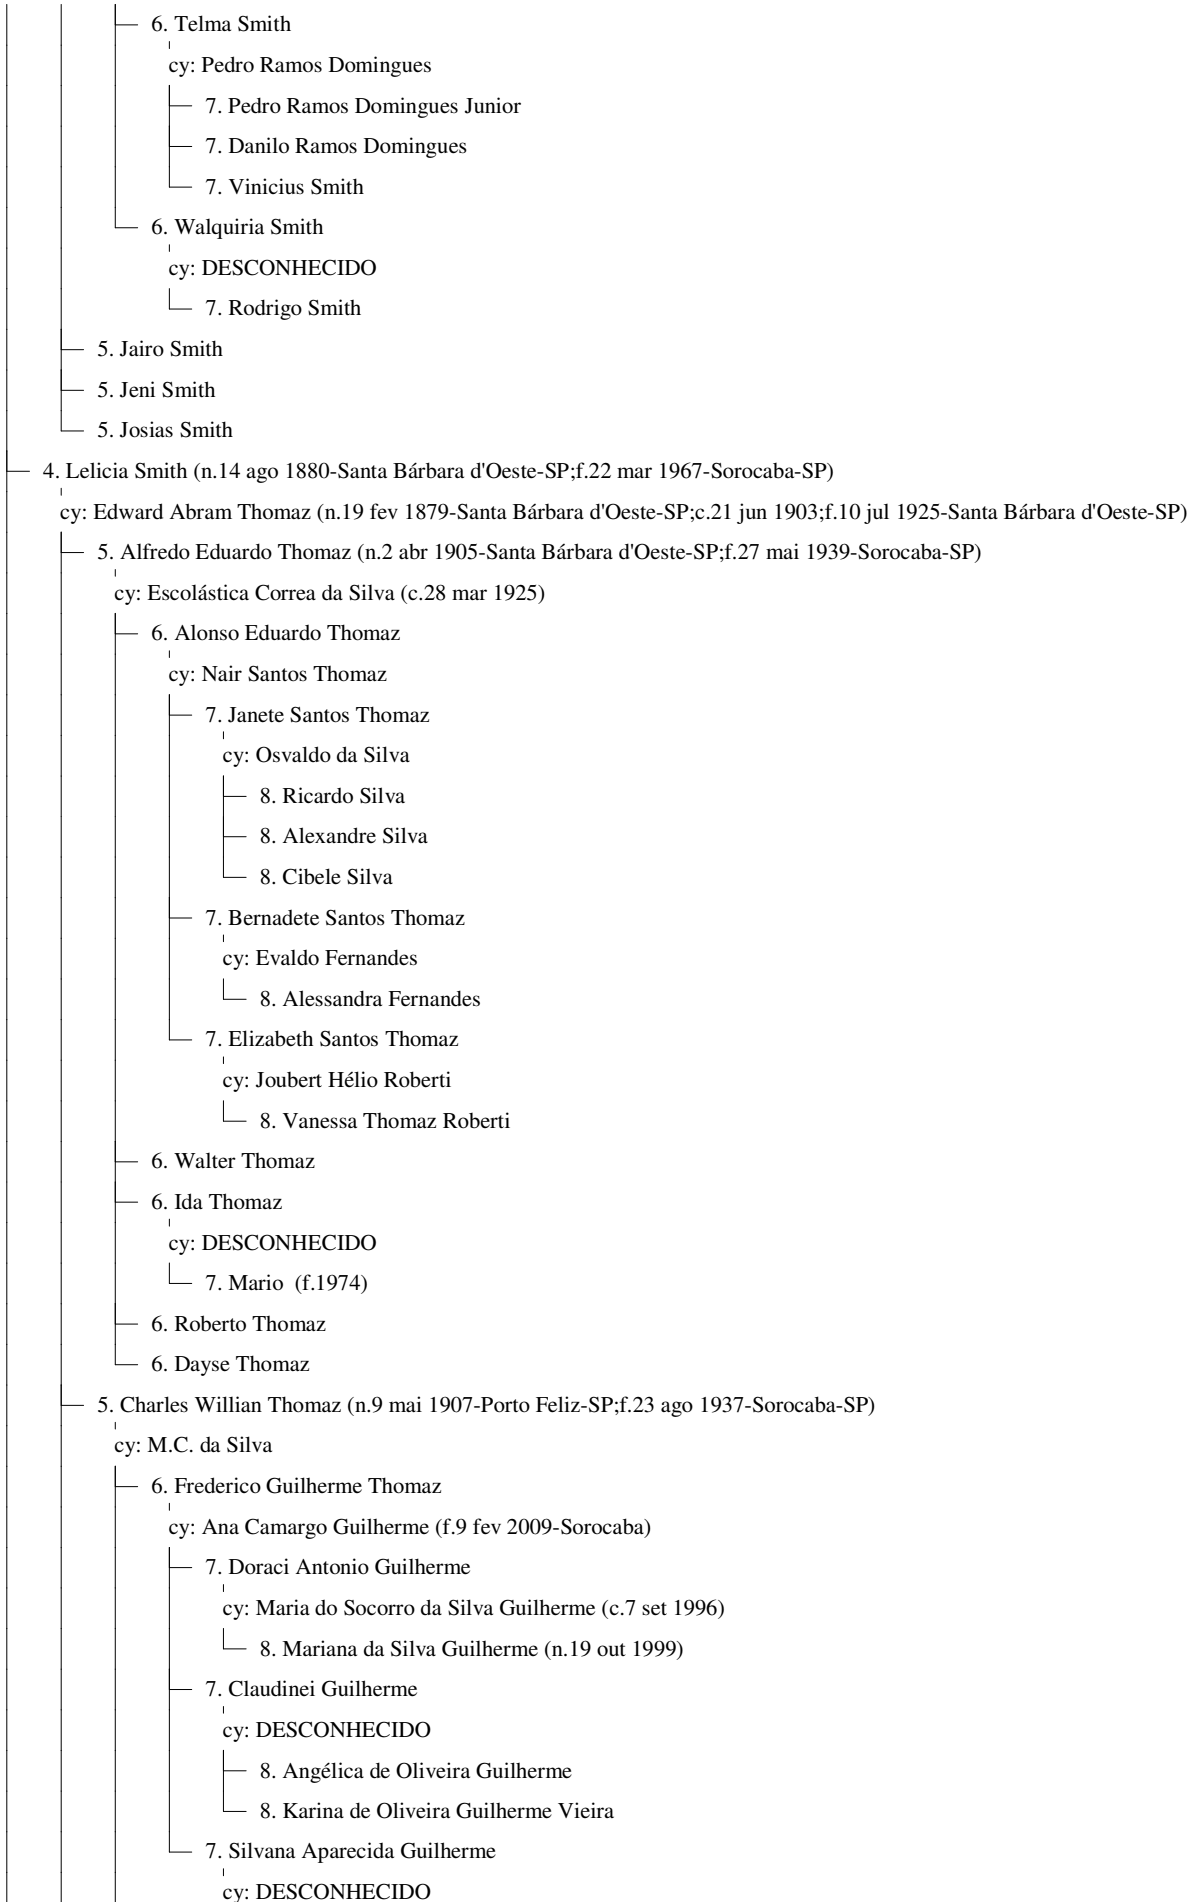 6. Telma Smith
cy: Pedro Ramos Domingues
7. Pedro Ramos Domingues Junior
7. Danilo Ramos Domingues
7. Vinicius Smith
6. Walquiria Smith
cy: DESCONHECIDO
7. Rodrigo Smith
5. Jairo Smith
5. Jeni Smith
5. Josias Smith
4. Lelicia Smith (n.14 ago 1880-Santa Bárbara d'Oeste-SP;f.22 mar 1967-Sorocaba-SP)
cy: Edward Abram Thomaz (n.19 fev 1879-Santa Bárbara d'Oeste-SP;c.21 jun 1903;f.10 jul 1925-Santa Bárbara d'Oeste-SP)
5. Alfredo Eduardo Thomaz (n.2 abr 1905-Santa Bárbara d'Oeste-SP;f.27 mai 1939-Sorocaba-SP)
cy: Escolástica Correa da Silva (c.28 mar 1925)
6. Alonso Eduardo Thomaz
cy: Nair Santos Thomaz
7. Janete Santos Thomaz
cy: Osvaldo da Silva
8. Ricardo Silva
8. Alexandre Silva
8. Cibele Silva
7. Bernadete Santos Thomaz
cy: Evaldo Fernandes
8. Alessandra Fernandes
7. Elizabeth Santos Thomaz
cy: Joubert Hélio Roberti
8. Vanessa Thomaz Roberti
6. Walter Thomaz
6. Ida Thomaz
cy: DESCONHECIDO
7. Mario  (f.1974)
6. Roberto Thomaz
6. Dayse Thomaz
5. Charles Willian Thomaz (n.9 mai 1907-Porto Feliz-SP;f.23 ago 1937-Sorocaba-SP)
cy: M.C. da Silva
6. Frederico Guilherme Thomaz
cy: Ana Camargo Guilherme (f.9 fev 2009-Sorocaba)
7. Doraci Antonio Guilherme
cy: Maria do Socorro da Silva Guilherme (c.7 set 1996)
8. Mariana da Silva Guilherme (n.19 out 1999)
7. Claudinei Guilherme
cy: DESCONHECIDO
8. Angélica de Oliveira Guilherme
8. Karina de Oliveira Guilherme Vieira
7. Silvana Aparecida Guilherme
cy: DESCONHECIDO